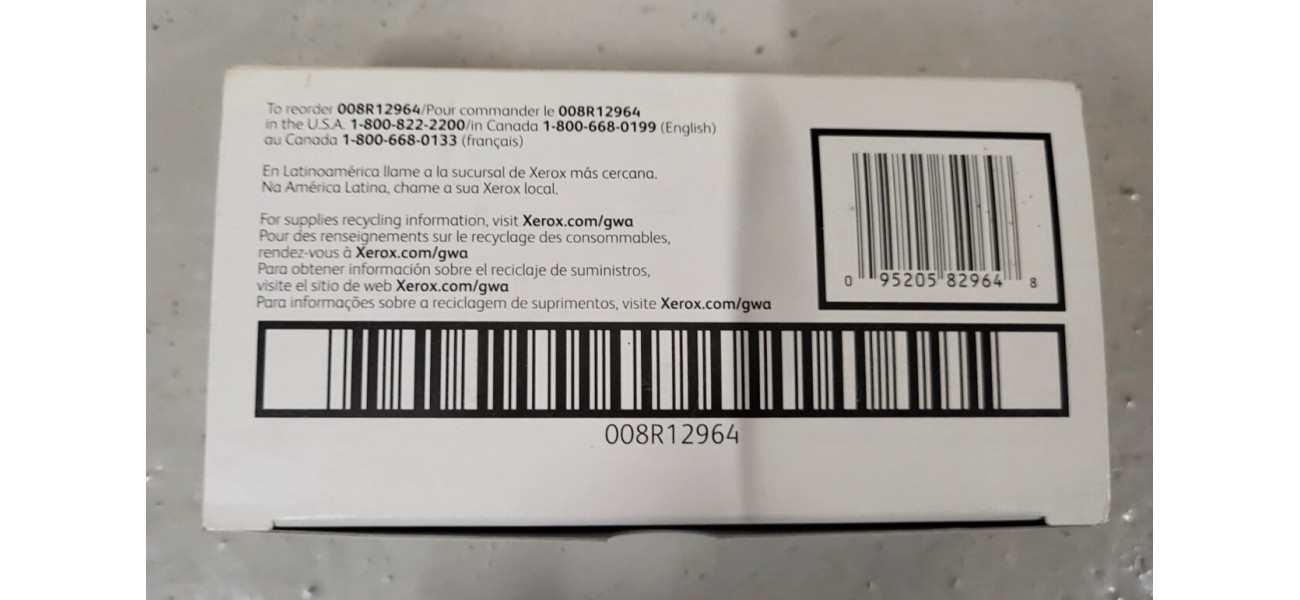 To reorder 008R12964/Pour commander le 008R12964
in the U.S.A. 1-800-822-2200/in Canada 1-800-668-0199 (English)
au Canada 1-800-668-0133 (français)
En Latinoamérica llame a la sucursal de Xerox más cercana.
Na América Latina, chame a sua Xerox local.
For supplies recycling information, visit Xerox.com/gwa
Pour des renseignements sur le recyclage des consommables,
rendez-vous à Xerox.com/gwa
Para obtener información sobre el reciclaje de suministros,
visite el sitio de web Xerox.com/gwa
Para informações sobre a reciclagem de suprimentos, visite Xerox.com/gwa
0 95205 82964 8
008R12964